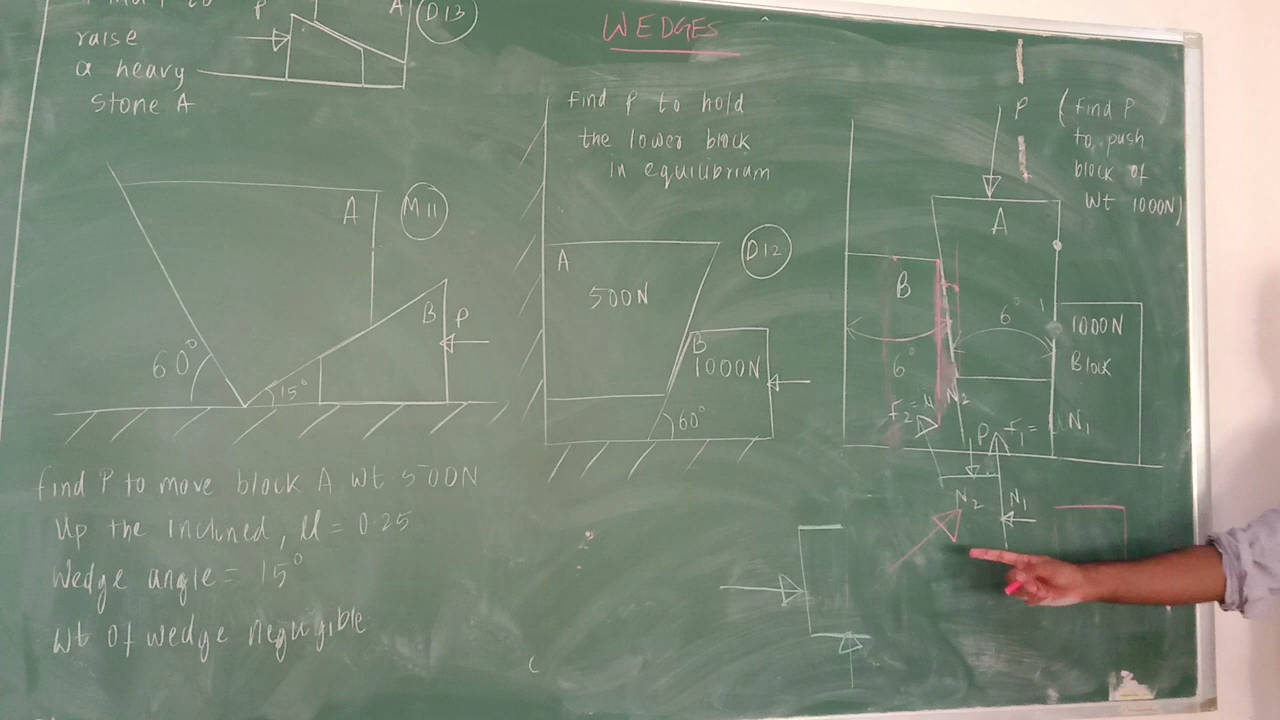 WEDGES
P
A
D13
raise
a heavy
Stone A
A
M11
60°
15°
B
P
Find P to move block A Wt 500N
Up the Inclined, μ = 0.25
Wedge angle = 15°
Wt of wedge negligible
Find P to hold
the lower block
in equilibrium
A
500N
D12
B
1000N
60°
P
(Find P
to push
block of
Wt 1000N)
A
B
6°
6°
1000N
Block
F₂ = μ N₂
P
F₁ =
N₁
N₂
N₁